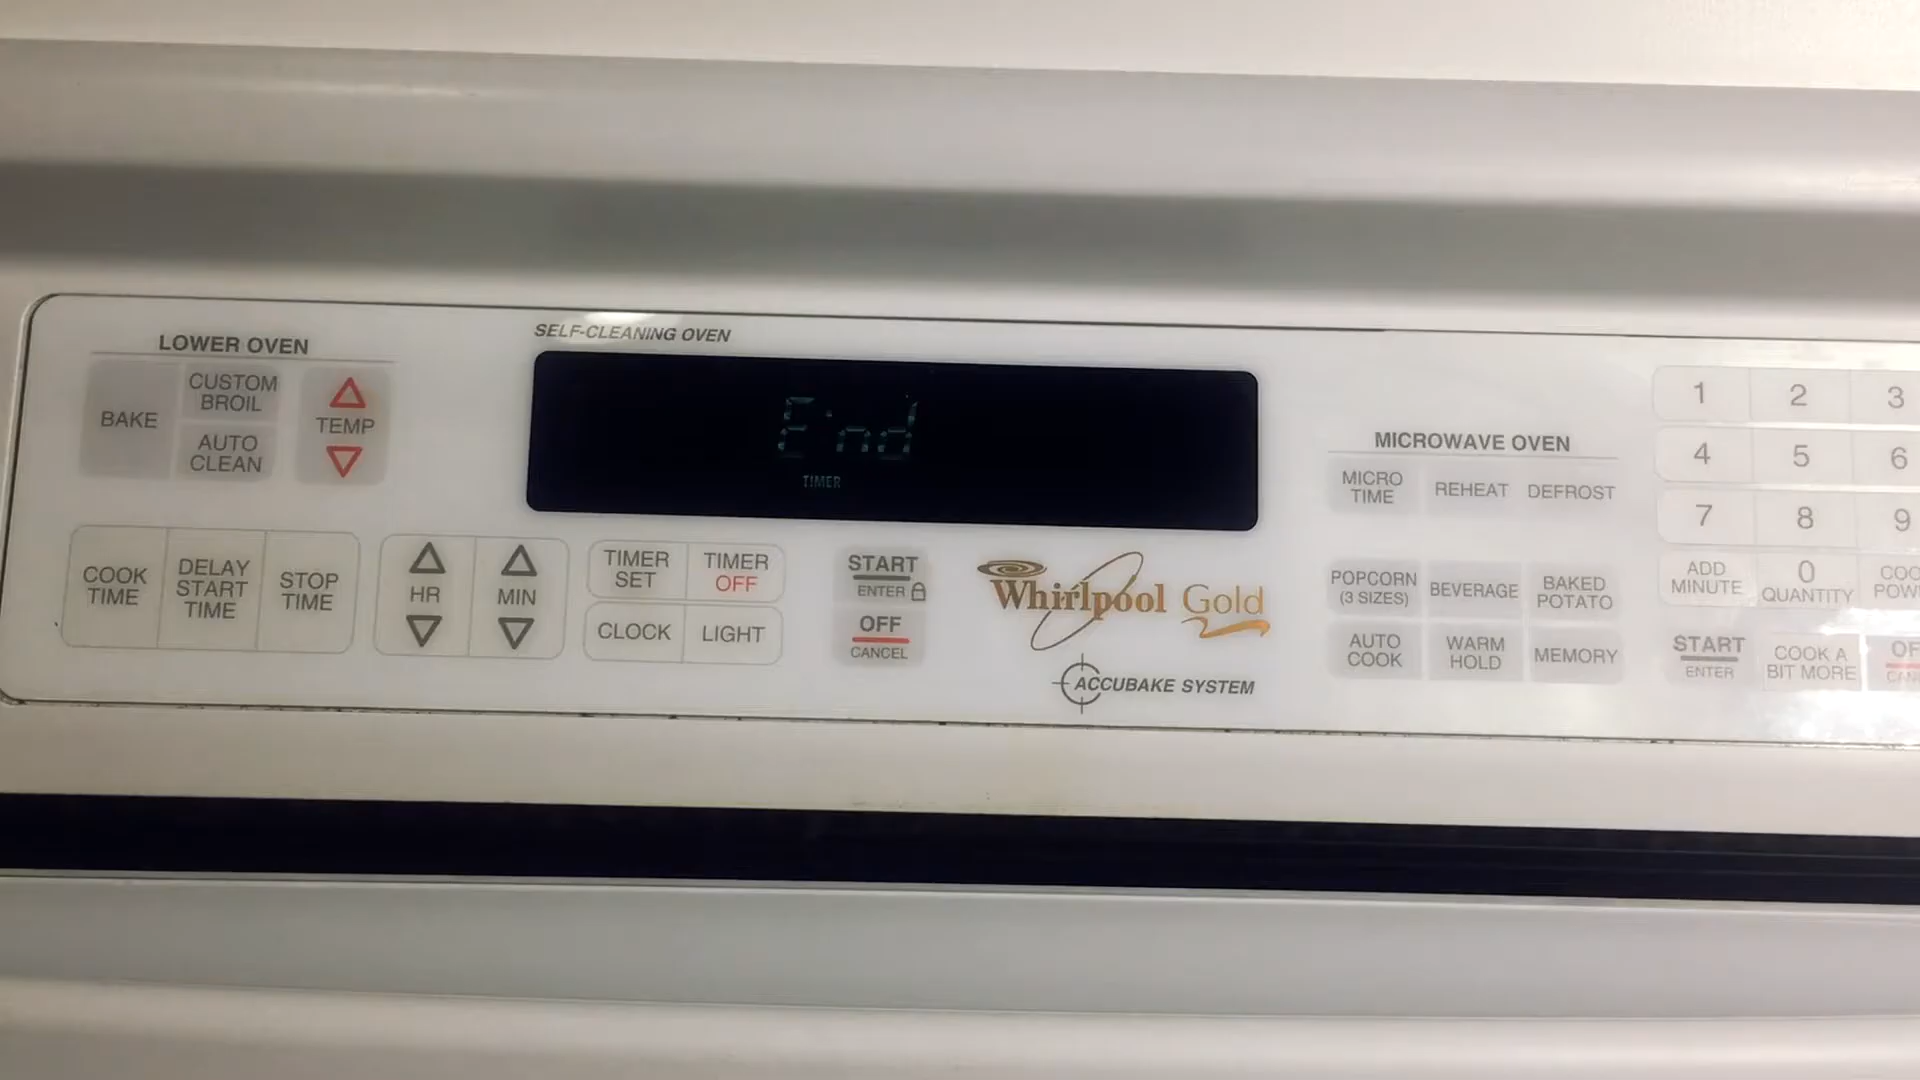 LOWER OVEN
BAKE
CUSTOM
BROIL
AUTO
CLEAN
TEMP
SELF-CLEANING OVEN
End
TIMER
COOK
TIME
DELAY
START
TIME
STOP
TIME
HR
MIN
TIMER
SET
TIMER
OFF
CLOCK
LIGHT
START
ENTER
OFF
CANCEL
Whirlpool Gold
ACCUBAKE SYSTEM
MICROWAVE OVEN
MICRO
TIME
REHEAT
DEFROST
POPCORN
(3 SIZES)
BEVERAGE
BAKED
POTATO
AUTO
COOK
WARM
HOLD
MEMORY
1
2
3
4
5
6
7
8
9
ADD
MINUTE
0
QUANTITY
START
ENTER
COOK A
BIT MORE